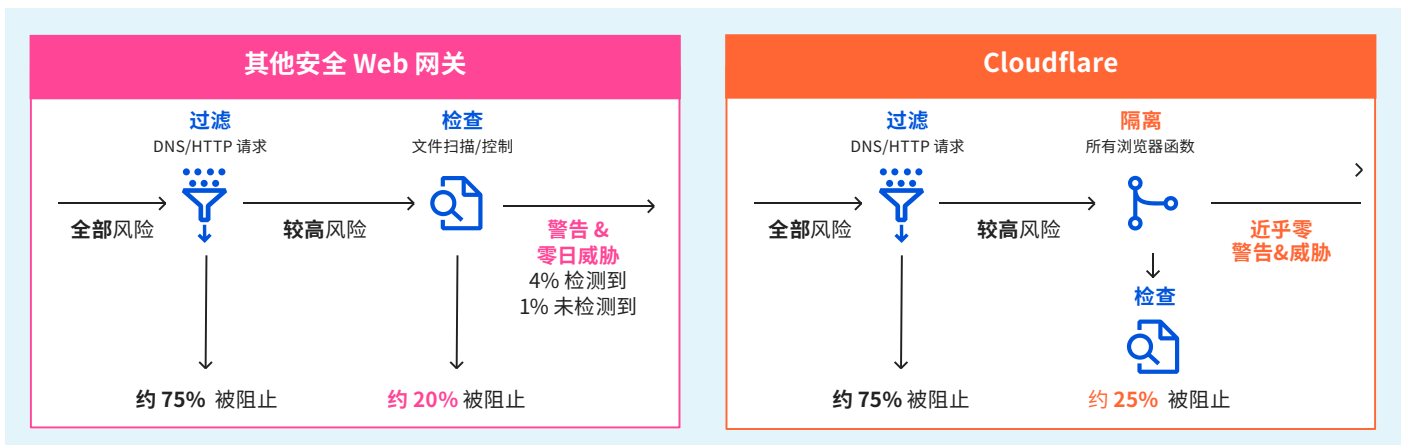 其他安全 Web 网关
过滤
DNS/HTTP 请求
检查
文件扫描/控制
全部风险
较高风险
警告 &
零日威胁
4% 检测到
1% 未检测到
约 75% 被阻止
约 20% 被阻止
Cloudflare
过滤
DNS/HTTP 请求
隔离
所有浏览器函数
全部风险
较高风险
近乎零
警告&威胁
检查
约 75% 被阻止
约 25% 被阻止